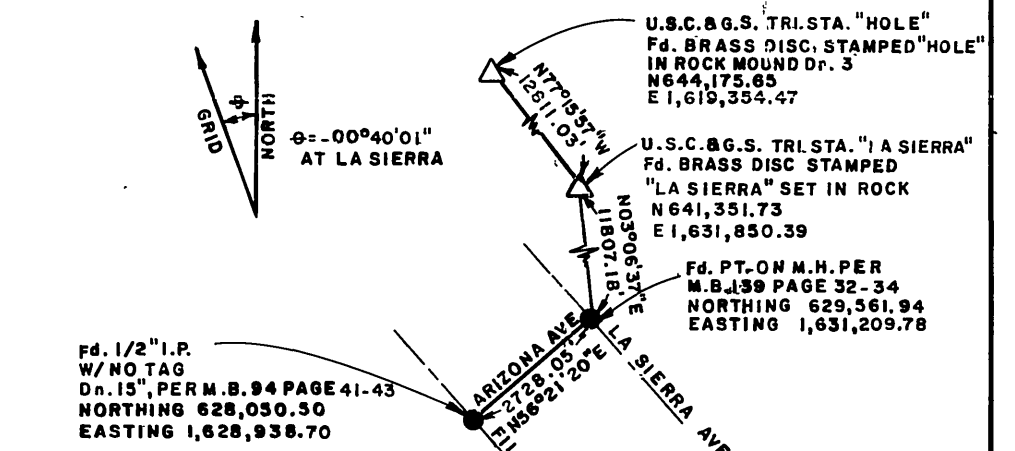 U.S.C.&G.S. TRI.STA. "HOLE"
Fd. BRASS DISC, STAMPED "HOLE"
IN ROCK MOUND Dr. 3
N644,175.65
E 1,619,354.47
N77°15'57"W
12611.03'
GRID
ϕ
NORTH
θ=-00°40'01"
AT LA SIERRA
U.S.C.&G.S. TRI.STA. "LA SIERRA"
Fd. BRASS DISC STAMPED
"LA SIERRA" SET IN ROCK
N 641,351.73
E 1,631,850.39
N03°06'37"E
11807.18'
Fd. PT. ON M.H. PER
M.B. 139 PAGE 32-34
NORTHING 629,561.94
EASTING 1,631,209.78
ARIZONA AVE
2728.05'
N56°21'20"E
LA SIERRA AVE
Fd. 1/2" I.P.
W/ NO TAG
Dn. 15", PER M.B. 94 PAGE 41-43
NORTHING 628,050.50
EASTING 1,628,938.70